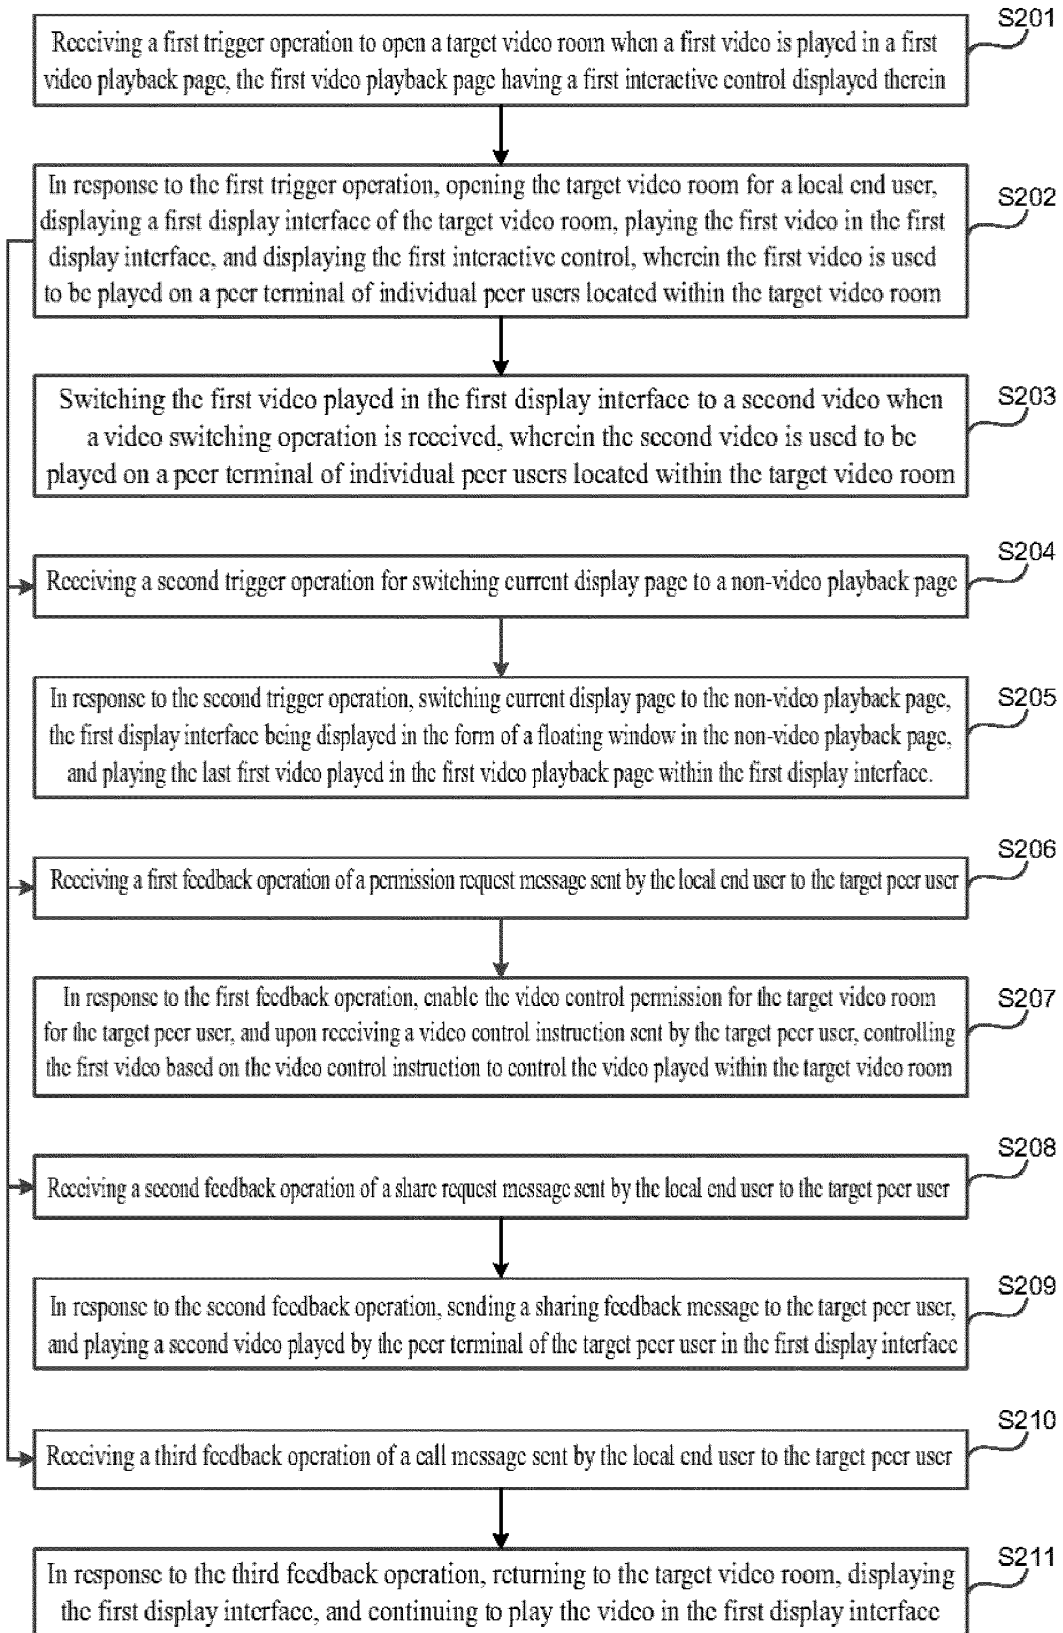 S201
Receiving a first trigger operation to open a target video room when a first video is played in a first
video playback page, the first video playback page having a first interactive control displayed therein
In response to the first trigger operation, opening the target video room for a local end user,
S202
displaying a first display interface of the target video room, playing the first video in the first
display interface, and displaying the first interactive control, wherein the first video is used
to be played on a peer terminal of individual peer users located within the target video room
Switching the first video played in the first display interface to a second video when
S203
a video switching operation is received, wherein the second video is used to be
played on a peer terminal of individual peer users located within the target video room
S204
Receiving a second trigger operation for switching current display page to a non-video playback page
In response to the second trigger operation, switching current display page to the non-video playback page,
S205
the first display interface being displayed in the form of a floating window in the non-video playback page,
and playing the last first video played in the first video playback page within the first display interface.
S206
Receiving a first feedback operation of a permission request message sent by the local end user to the target peer user
In response to the first feedback operation, enable the video control permission for the target video room
S207
for the target peer user, and upon receiving a video control instruction sent by the target peer user, controlling
the first video based on the video control instruction to control the video played within the target video room
S208
Receiving a second feedback operation of a share request message sent by the local end user to the target peer user
S209
In response to the second feedback operation, sending a sharing feedback message to the target peer user,
and playing a second video played by the peer terminal of the target peer user in the first display interface
S210
Receiving a third feedback operation of a call message sent by the local end user to the target peer user
S211
In response to the third feedback operation, returning to the target video room, displaying
the first display interface, and continuing to play the video in the first display interface